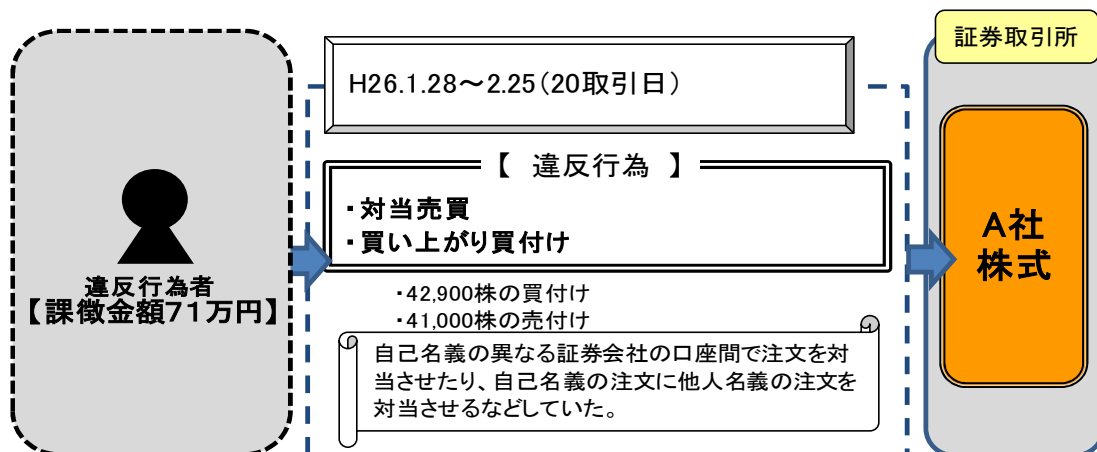 違反行為者
【課徴金額71万円】
H26.1.28～2.25(20取引日)
【 違反行為 】
・対当売買
・買い上がり買付け
・42,900株の買付け
・41,000株の売付け
自己名義の異なる証券会社の口座間で注文を対
当させたり、自己名義の注文に他人名義の注文を
対当させるなどしていた。
証券取引所
A社
株式